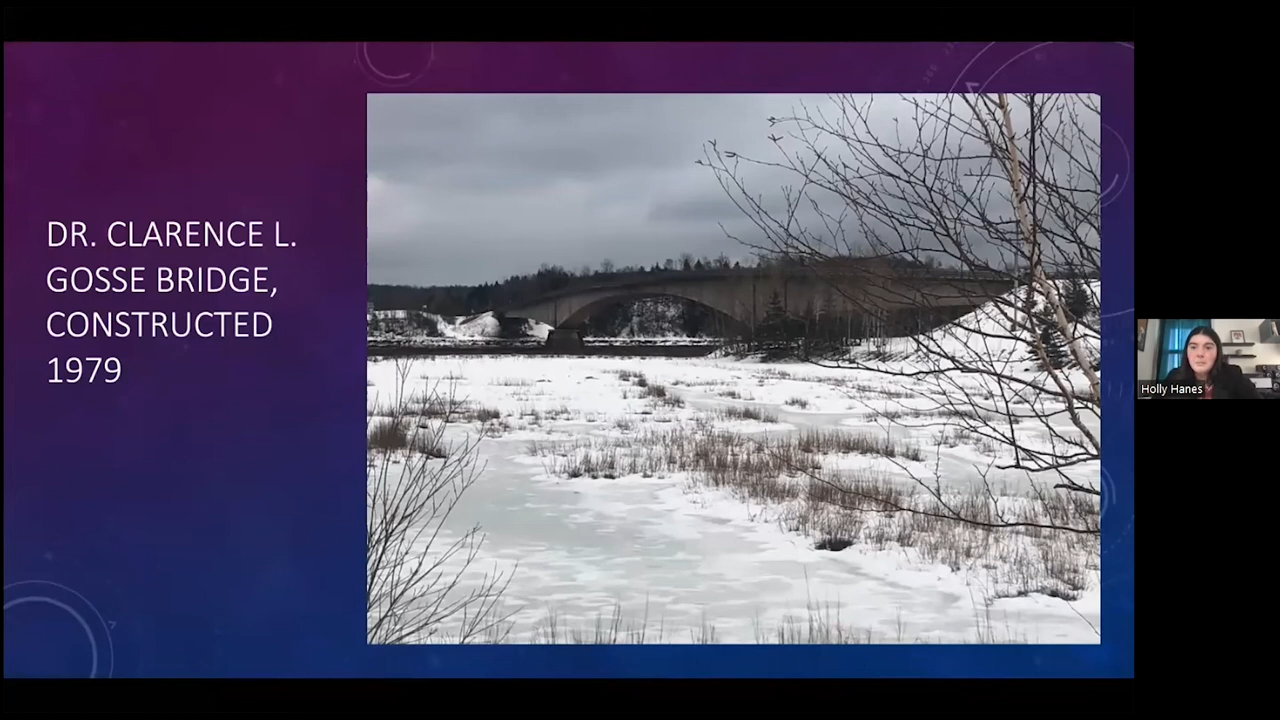 DR. CLARENCE L.
GOSSE BRIDGE,
CONSTRUCTED
1979
Holly Hanes